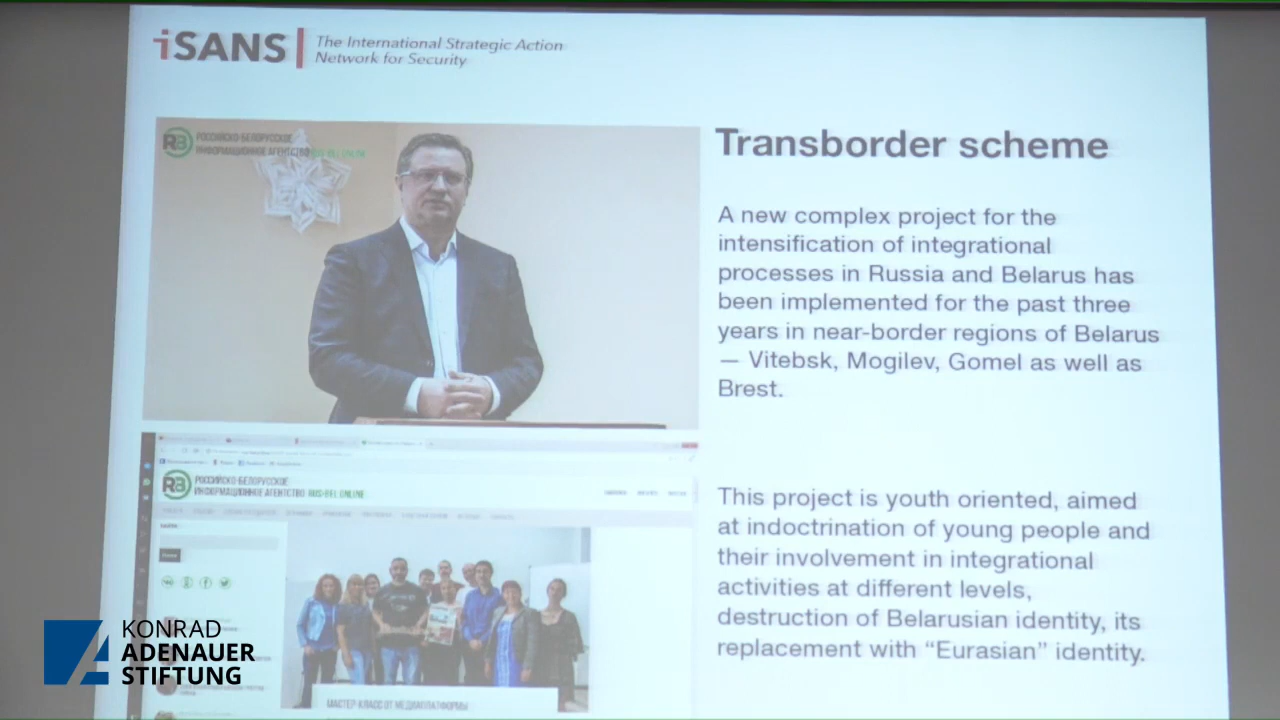 iSANS
The International Strategic Action
Network for Security
РОССИЙСКО-БЕЛОРУССКОЕ
ИНФОРМАЦИОННОЕ АГЕНТСТВО RUS-BEL.ONLINE
Transborder scheme
A new complex project for the
intensification of integrational
processes in Russia and Belarus has
been implemented for the past three
years in near-border regions of Belarus
— Vitebsk, Mogilev, Gomel as well as
Brest.
RB
РОССИЙСКО-БЕЛОРУССКОЕ
ИНФОРМАЦИОННОЕ АГЕНТСТВО RUS-BEL.ONLINE
МАСТЕР-КЛАСС ОТ МЕДИАПЛАТФОРМЫ
This project is youth oriented, aimed
at indoctrination of young people and
their involvement in integrational
activities at different levels,
destruction of Belarusian identity, its
replacement with “Eurasian” identity.
KONRAD
ADENAUER
STIFTUNG